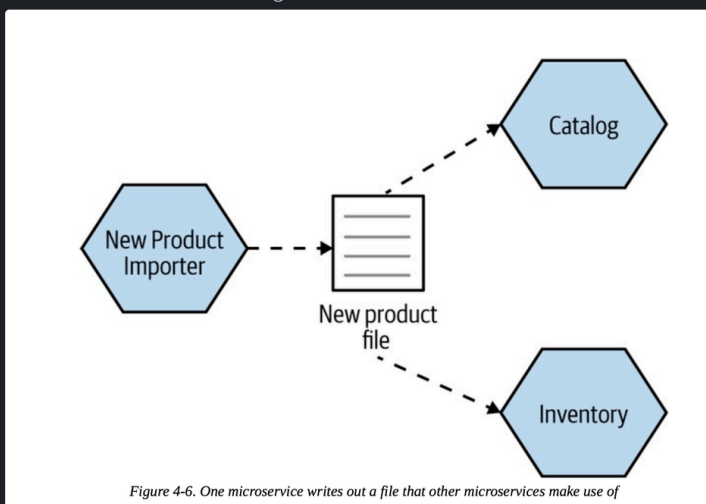 New Product
Importer
Catalog
New product
file
Inventory
Figure 4-6. One microservice writes out a file that other microservices make use of